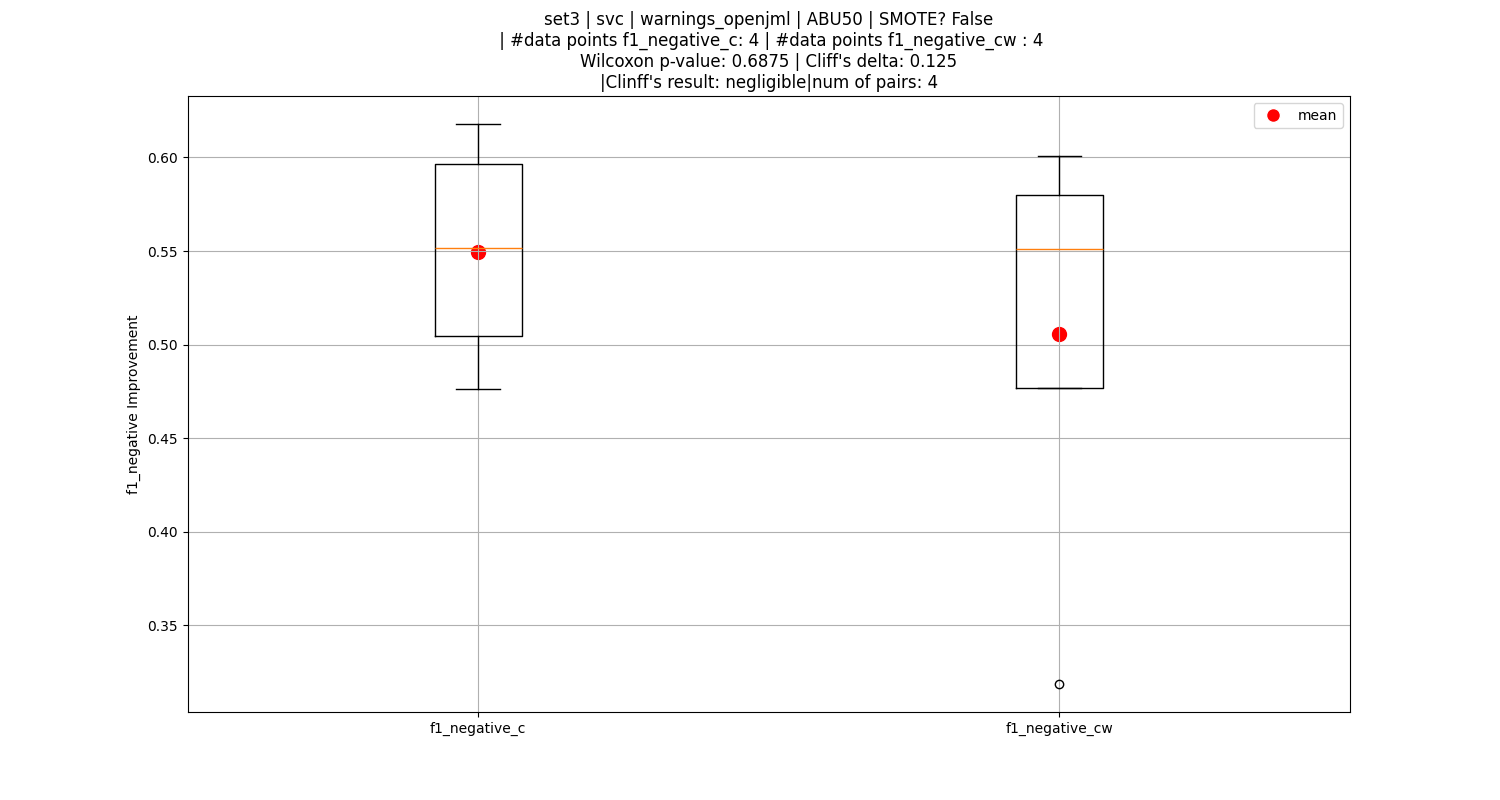 set3 | svc | warnings_openjml | ABU50 | SMOTE? False
| #data points f1_negative_c: 4 | #data points f1_negative_cw : 4
Wilcoxon p-value: 0.6875 | Cliff's delta: 0.125
|Clinff's result: negligible|num of pairs: 4
mean
0.60
0.55
0.50
0.45
0.40
0.35
f1_negative Improvement
f1_negative_c
f1_negative_cw